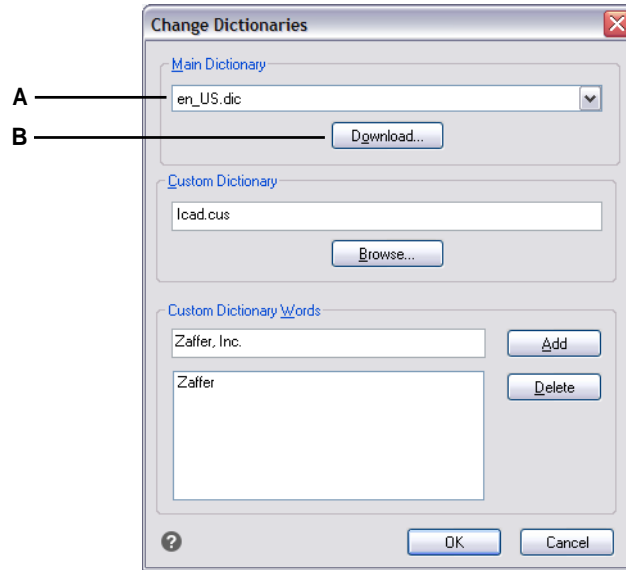 Change Dictionaries
Main Dictionary
A
en_US.dic
B
Download...
Custom Dictionary
Icad.cus
Browse...
Custom Dictionary Words
Zaffer, Inc.
Add
Zaffer
Delete
?
OK
Cancel